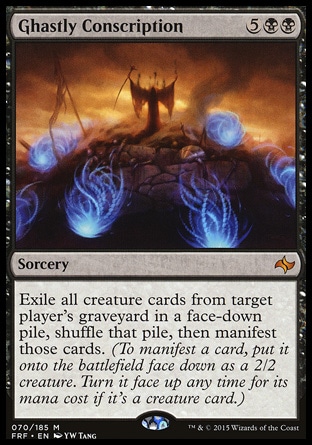 Ghastly Conscription 5
Sorcery
Exile all creature cards from target
player's graveyard in a face-down
pile, shuffle that pile, then manifest
those cards. (To manifest a card, put it
onto the battlefield face down as a 2/2
creature. Turn it face up any time for its
mana cost if it's a creature card.)
070/185 M
FRF • EN YW TANG
™ & © 2015 Wizards of the Coast